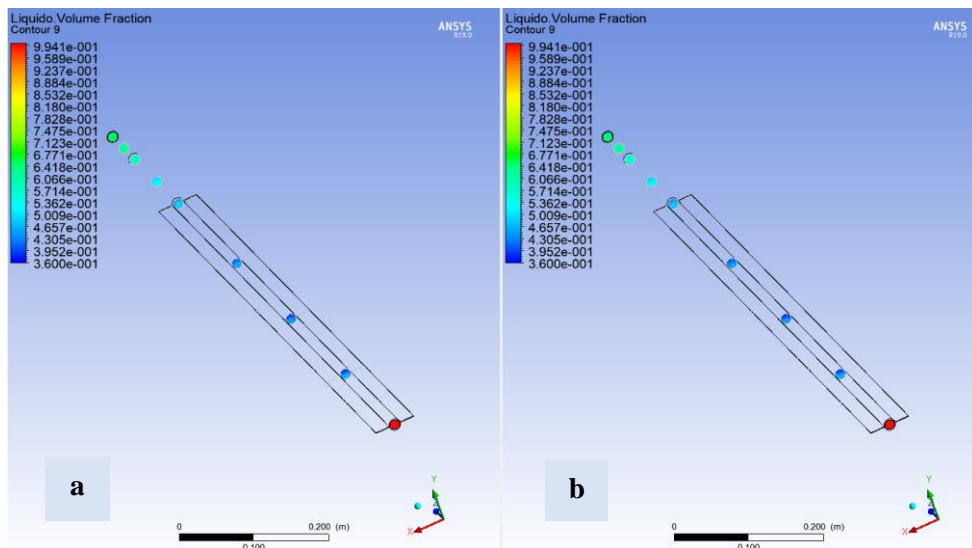 Liquido.Volume Fraction
Contour 9
9.941e-001
9.589e-001
9.237e-001
8.884e-001
8.532e-001
8.180e-001
7.828e-001
7.475e-001
7.123e-001
6.771e-001
6.418e-001
6.066e-001
5.714e-001
5.362e-001
5.009e-001
4.657e-001
4.305e-001
3.952e-001
3.600e-001
ANSYS
R19.0
a
0
0.200 (m)
0.100
Y
Z
X
Liquido.Volume Fraction
Contour 9
9.941e-001
9.589e-001
9.237e-001
8.884e-001
8.532e-001
8.180e-001
7.828e-001
7.475e-001
7.123e-001
6.771e-001
6.418e-001
6.066e-001
5.714e-001
5.362e-001
5.009e-001
4.657e-001
4.305e-001
3.952e-001
3.600e-001
ANSYS
R19.0
b
0
0.200 (m)
0.100
Y
Z
X